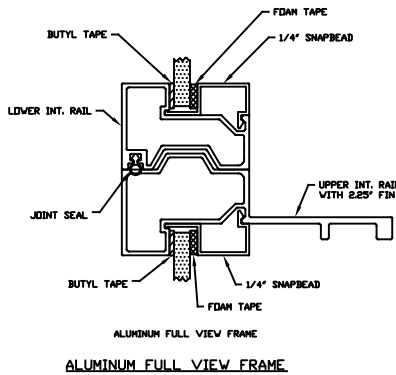 FOAM TAPE
BUTYL TAPE
1/4" SNAPBEAD
LOWER INT. RAIL
UPPER INT. RAI
WITH 2.25" FIN
JOINT SEAL
BUTYL TAPE
1/4" SNAPBEAD
FOAM TAPE
ALUMINUM FULL VIEW FRAME
ALUMINUM FULL VIEW FRAME